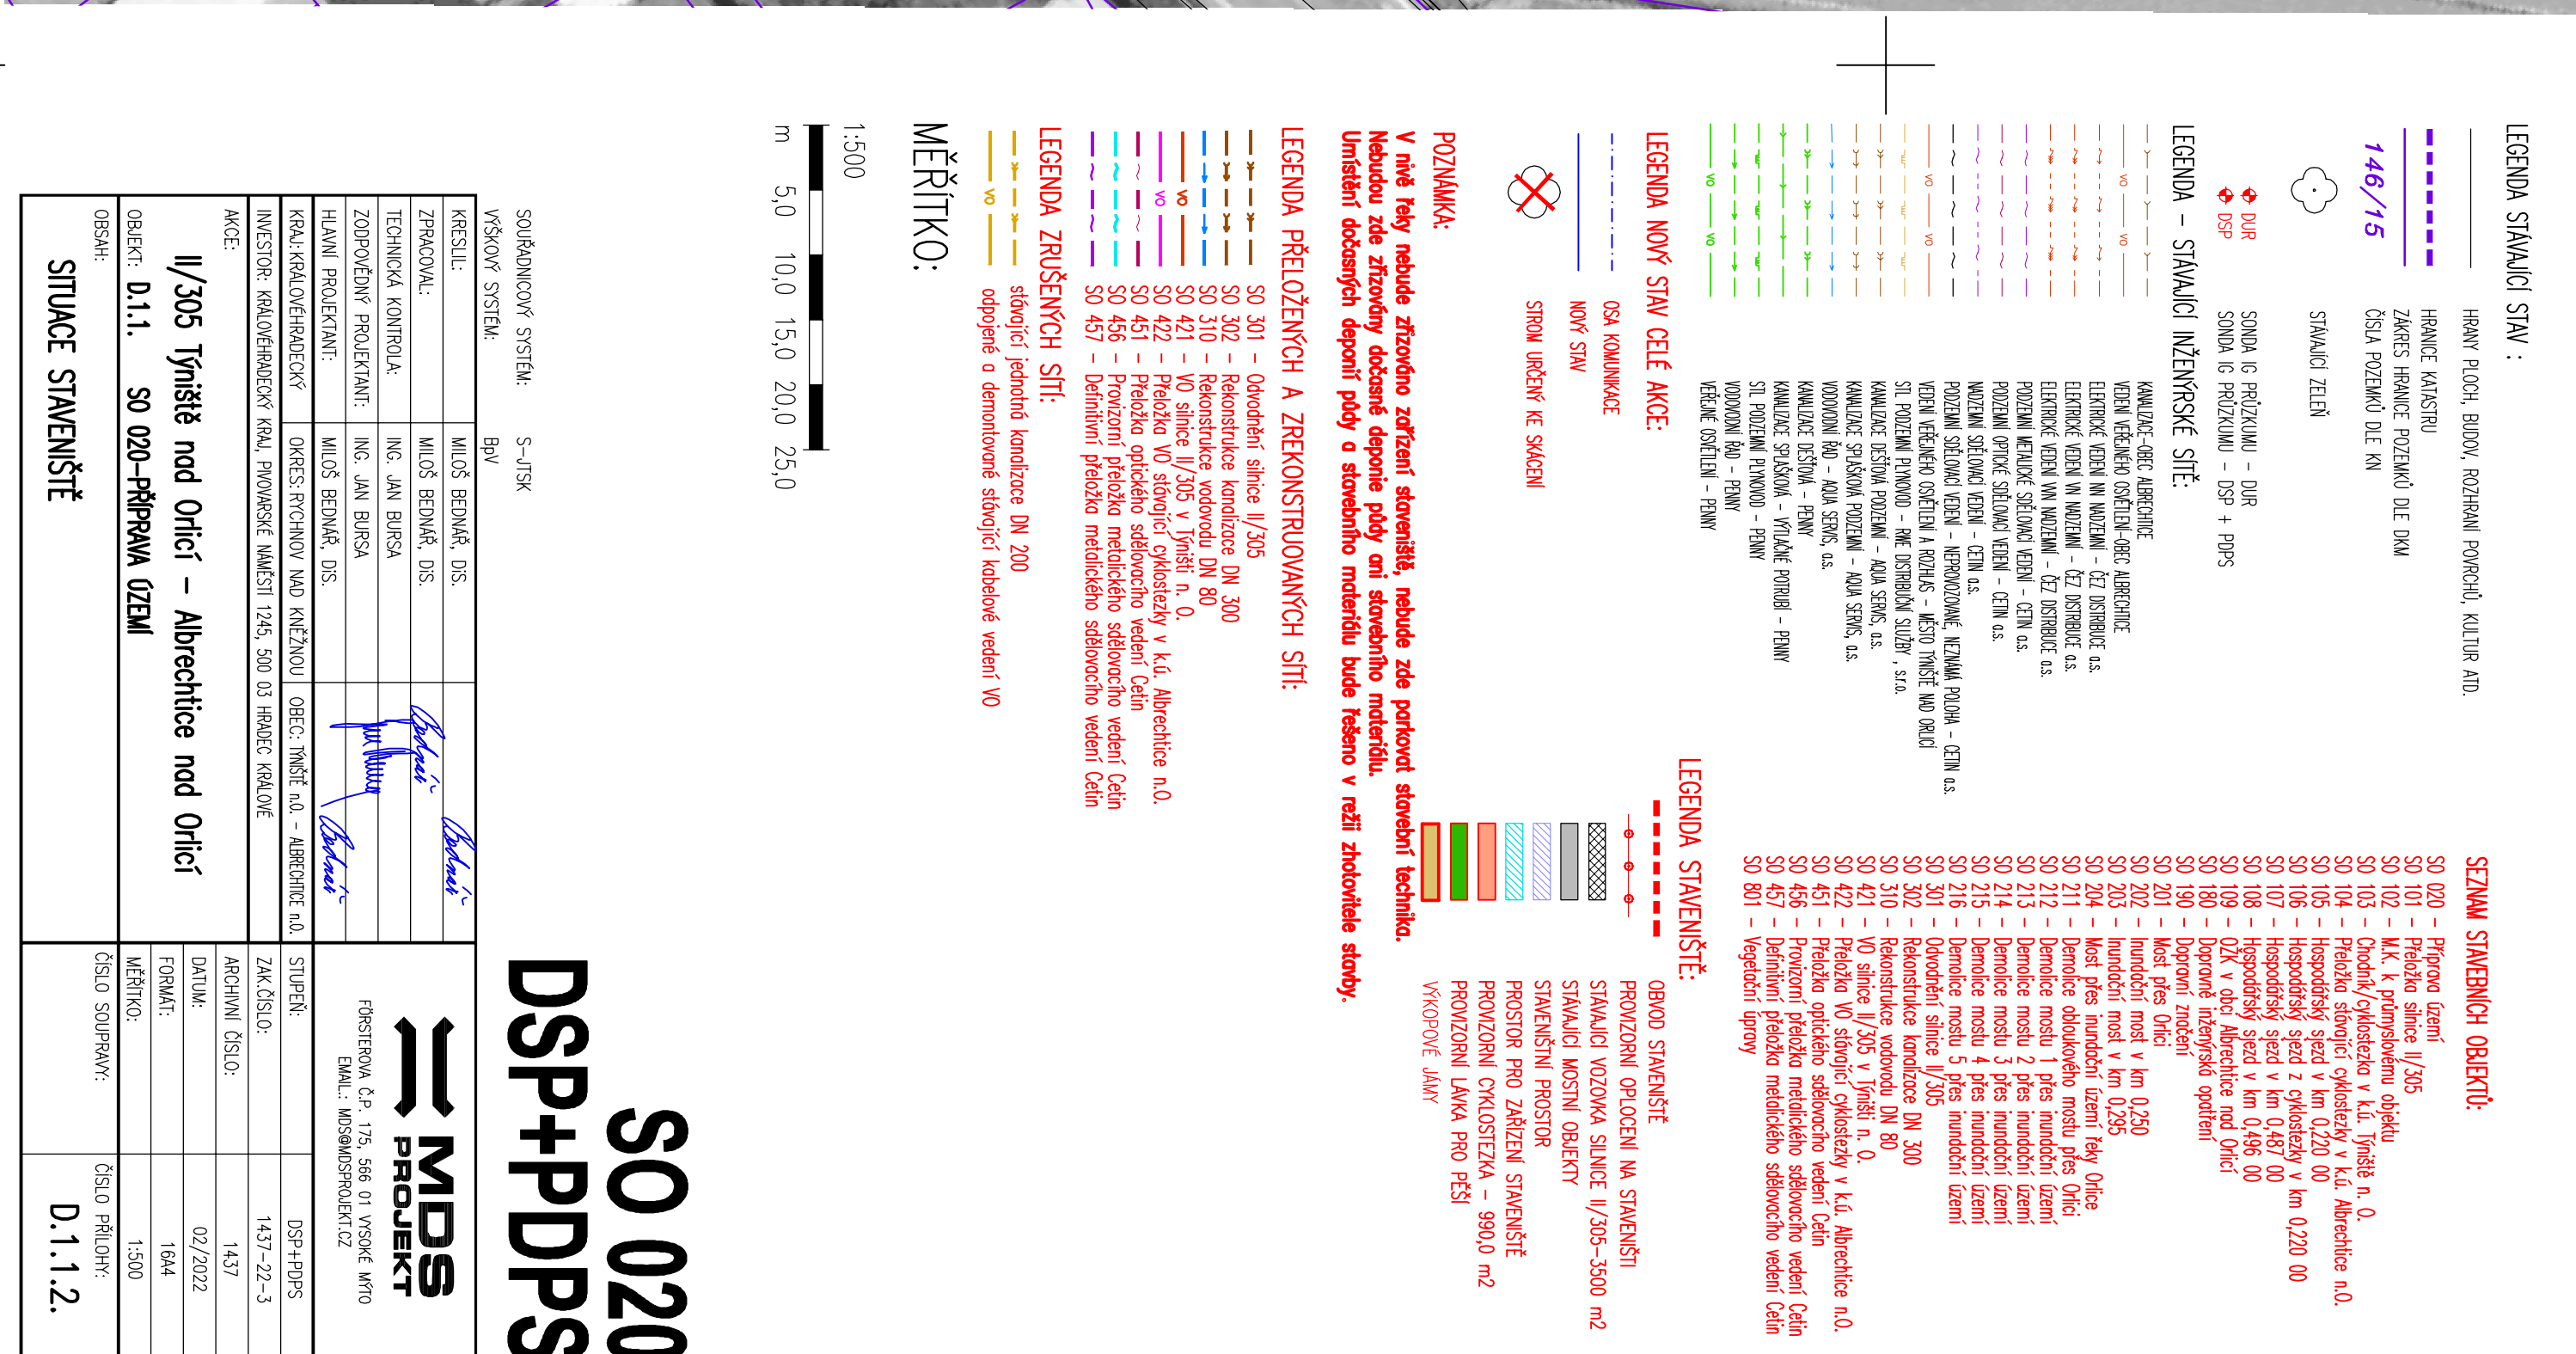 LEGENDA STÁVAJÍCÍ STAV :
HRANY PLOCH, BUDOV, ROZHRANÍ POVRCHŮ, KULTUR ATD.
HRANICE KATASTRU
ZÁKRES HRANICE POZEMKŮ DLE DKM
146/15 ČÍSLA POZEMKŮ DLE KN
STÁVAJÍCÍ ZELEŇ
DUR SONDA IG PRŮZKUMU - DUR
DSP SONDA IG PRŮZKUMU - DSP + PDPS
LEGENDA - STÁVAJÍCÍ INŽENÝRSKÉ SÍTĚ:
KANALIZACE-OBEC ALBRECHTICE
VO VEDENÍ VEŘEJNÉHO OSVĚTLENÍ-OBEC ALBRECHTICE
ELEKTRICKÉ VEDENÍ NN NADZEMNÍ - ČEZ DISTRIBUCE a.s.
ELEKTRICKÉ VEDENÍ VN NADZEMNÍ - ČEZ DISTRIBUCE a.s.
ELEKTRICKÉ VEDENÍ VVN NADZEMNÍ - ČEZ DISTRIBUCE a.s.
PODZEMNÍ METALICKÉ SDĚLOVACÍ VEDENÍ - CETIN a.s.
PODZEMNÍ OPTICKÉ SDĚLOVACÍ VEDENÍ - CETIN a.s.
NADZEMNÍ SDĚLOVACÍ VEDENÍ - CETIN a.s.
PODZEMNÍ SDĚLOVACÍ VEDENÍ - NEPROVOZOVANÉ, NEZNÁMÁ POLOHA - CETIN a.s.
VO VO VEDENÍ VEŘEJNÉHO OSVĚTLENÍ A ROZHLAS - MĚSTO TÝNIŠTĚ NAD ORLICÍ
STL PODZEMNÍ PLYNOVOD - RWE DISTRIBUČNÍ SLUŽBY , s.r.o.
KANALIZACE DEŠŤOVÁ PODZEMNÍ - AQUA SERVIS, a.s.
KANALIZACE SPLAŠKOVÁ PODZEMNÍ - AQUA SERVIS, a.s.
VODOVODNÍ ŘAD - AQUA SERVIS, a.s.
KANALIZACE DEŠŤOVÁ - PENNY
KANALIZACE SPLAŠKOVÁ - VÝTLAČNÉ POTRUBÍ - PENNY
STL PODZEMNÍ PLYNOVOD - PENNY
VODOVODNÍ ŘAD - PENNY
VO VO VEŘEJNÉ OSVĚTLENÍ - PENNY
LEGENDA NOVÝ STAV CELÉ AKCE:
OSA KOMUNIKACE
NOVÝ STAV
STROM URČENÝ KE SKÁCENÍ
POZNÁMKA:
V nivě řeky nebude zřizováno zařízení staveniště, nebude zde parkovat stavební technika.
Nebudou zde zřizovány dočasné deponie půdy ani stavebního materiálu.
Umístění dočasných deponií půdy a stavebního materiálu bude řešeno v režii zhotovitele stavby.
LEGENDA PŘELOŽENÝCH A ZREKONSTRUOVANÝCH SÍTÍ:
SO 301 - Odvodnění silnice II/305
SO 302 - Rekonstrukce kanalizace DN 300
SO 310 - Rekonstrukce vodovodu DN 80
VO SO 421 - VO silnice II/305 v Týništi n. O.
VO SO 422 - Přeložka VO stávající cyklostezky v k.ú. Albrechtice n.O.
SO 451 - Přeložka optického sdělovacího vedení Cetin
SO 456 - Provizorní přeložka metalického sdělovacího vedení Cetin
SO 457 - Definitivní přeložka metalického sdělovacího vedení Cetin
LEGENDA ZRUŠENÝCH SÍTÍ:
stávající jednotná kanalizace DN 200
VO odpojené a demontované stávající kabelové vedení VO
MĚŘÍTKO:
1:500
m 5,0 10,0 15,0 20,0 25,0
SEZNAM STAVEBNÍCH OBJEKTŮ:
SO 020 - Příprava území
SO 101 - Přeložka silnice II/305
SO 102 - M.K. k průmyslovému objektu
SO 103 - Chodník/cyklostezka v k.ú. Týniště n. O.
SO 104 - Přeložka stávající cyklostezky v k.ú. Albrechtice n.O.
SO 105 - Hospodářský sjezd v km 0,220 00
SO 106 - Hospodářský sjezd z cyklostezky v km 0,220 00
SO 107 - Hospodářský sjezd v km 0,487 00
SO 108 - Hospodářský sjezd v km 0,496 00
SO 109 - OŽK v obci Albrechtice nad Orlicí
SO 180 - Dopravně inženýrská opatření
SO 190 - Dopravní značení
SO 201 - Most přes Orlici
SO 202 - Inundační most v km 0,250
SO 203 - Inundační most v km 0,295
SO 204 - Most přes inundační území řeky Orlice
SO 211 - Demolice obloukového mostu přes Orlici
SO 212 - Demolice mostu 1 přes inundační území
SO 213 - Demolice mostu 2 přes inundační území
SO 214 - Demolice mostu 3 přes inundační území
SO 215 - Demolice mostu 4 přes inundační území
SO 216 - Demolice mostu 5 přes inundační území
SO 301 - Odvodnění silnice II/305
SO 302 - Rekonstrukce kanalizace DN 300
SO 310 - Rekonstrukce vodovodu DN 80
SO 421 - VO silnice II/305 v Týništi n. O.
SO 422 - Přeložka VO stávající cyklostezky v k.ú. Albrechtice n.O.
SO 451 - Přeložka optického sdělovacího vedení Cetin
SO 456 - Provizorní přeložka metalického sdělovacího vedení Cetin
SO 457 - Definitivní přeložka metalického sdělovacího vedení Cetin
SO 801 - Vegetační úpravy
LEGENDA STAVENIŠTĚ:
OBVOD STAVENIŠTĚ
PROVIZORNÍ OPLOCENÍ NA STAVENIŠTI
STÁVAJÍCÍ VOZOVKA SILNICE II/305-3500 m2
STÁVAJÍCÍ MOSTNÍ OBJEKTY
STAVENIŠTNÍ PROSTOR
PROSTOR PRO ZAŘÍZENÍ STAVENIŠTĚ
PROVIZORNÍ CYKLOSTEZKA - 990,0 m2
PROVIZORNÍ LÁVKA PRO PĚŠÍ
VÝKOPOVÉ JÁMY
SO 020
DSP+PDPS
SOUŘADNICOVÝ SYSTÉM: S-JTSK
VÝŠKOVÝ SYSTÉM: BpV
KRESLIL: MILOŠ BEDNÁŘ, DiS. Bednář
ZPRACOVAL: MILOŠ BEDNÁŘ, DiS. Bednář
TECHNICKÁ KONTROLA: ING. JAN BURSA
ZODPOVĚDNÝ PROJEKTANT: ING. JAN BURSA
HLAVNÍ PROJEKTANT: MILOŠ BEDNÁŘ, DiS. Bednář
KRAJ: KRÁLOVÉHRADECKÝ OKRES: RYCHNOV NAD KNĚŽNOU OBEC: TÝNIŠTĚ n.O. - ALBRECHTICE n.O.
INVESTOR: KRÁLOVÉHRADECKÝ KRAJ, PIVOVARSKÉ NÁMĚSTÍ 1245, 500 03 HRADEC KRÁLOVÉ
AKCE:
II/305 Týniště nad Orlicí - Albrechtice nad Orlicí
OBJEKT: D.1.1. SO 020-PŘÍPRAVA ÚZEMÍ
OBSAH:
SITUACE STAVENIŠTĚ
MDS
PROJEKT
FÖRSTEROVA Č.P. 175, 566 01 VYSOKÉ MÝTO
EMAIL.: MDS@MDSPROJEKT.CZ
STUPEŇ: DSP+PDPS
ZAK.ČÍSLO: 1437-22-3
ARCHIVNÍ ČÍSLO: 1437
DATUM: 02/2022
FORMÁT: 16A4
MĚŘÍTKO: 1:500
ČÍSLO SOUPRAVY:
ČÍSLO PŘÍLOHY:
D.1.1.2.